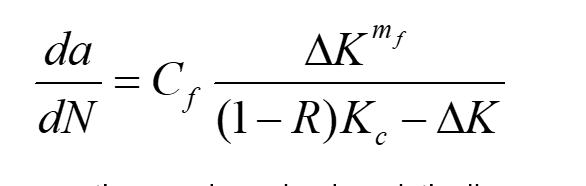 da/dN = C_f ΔK^{m_f} / ((1 − R)K_c − ΔK)